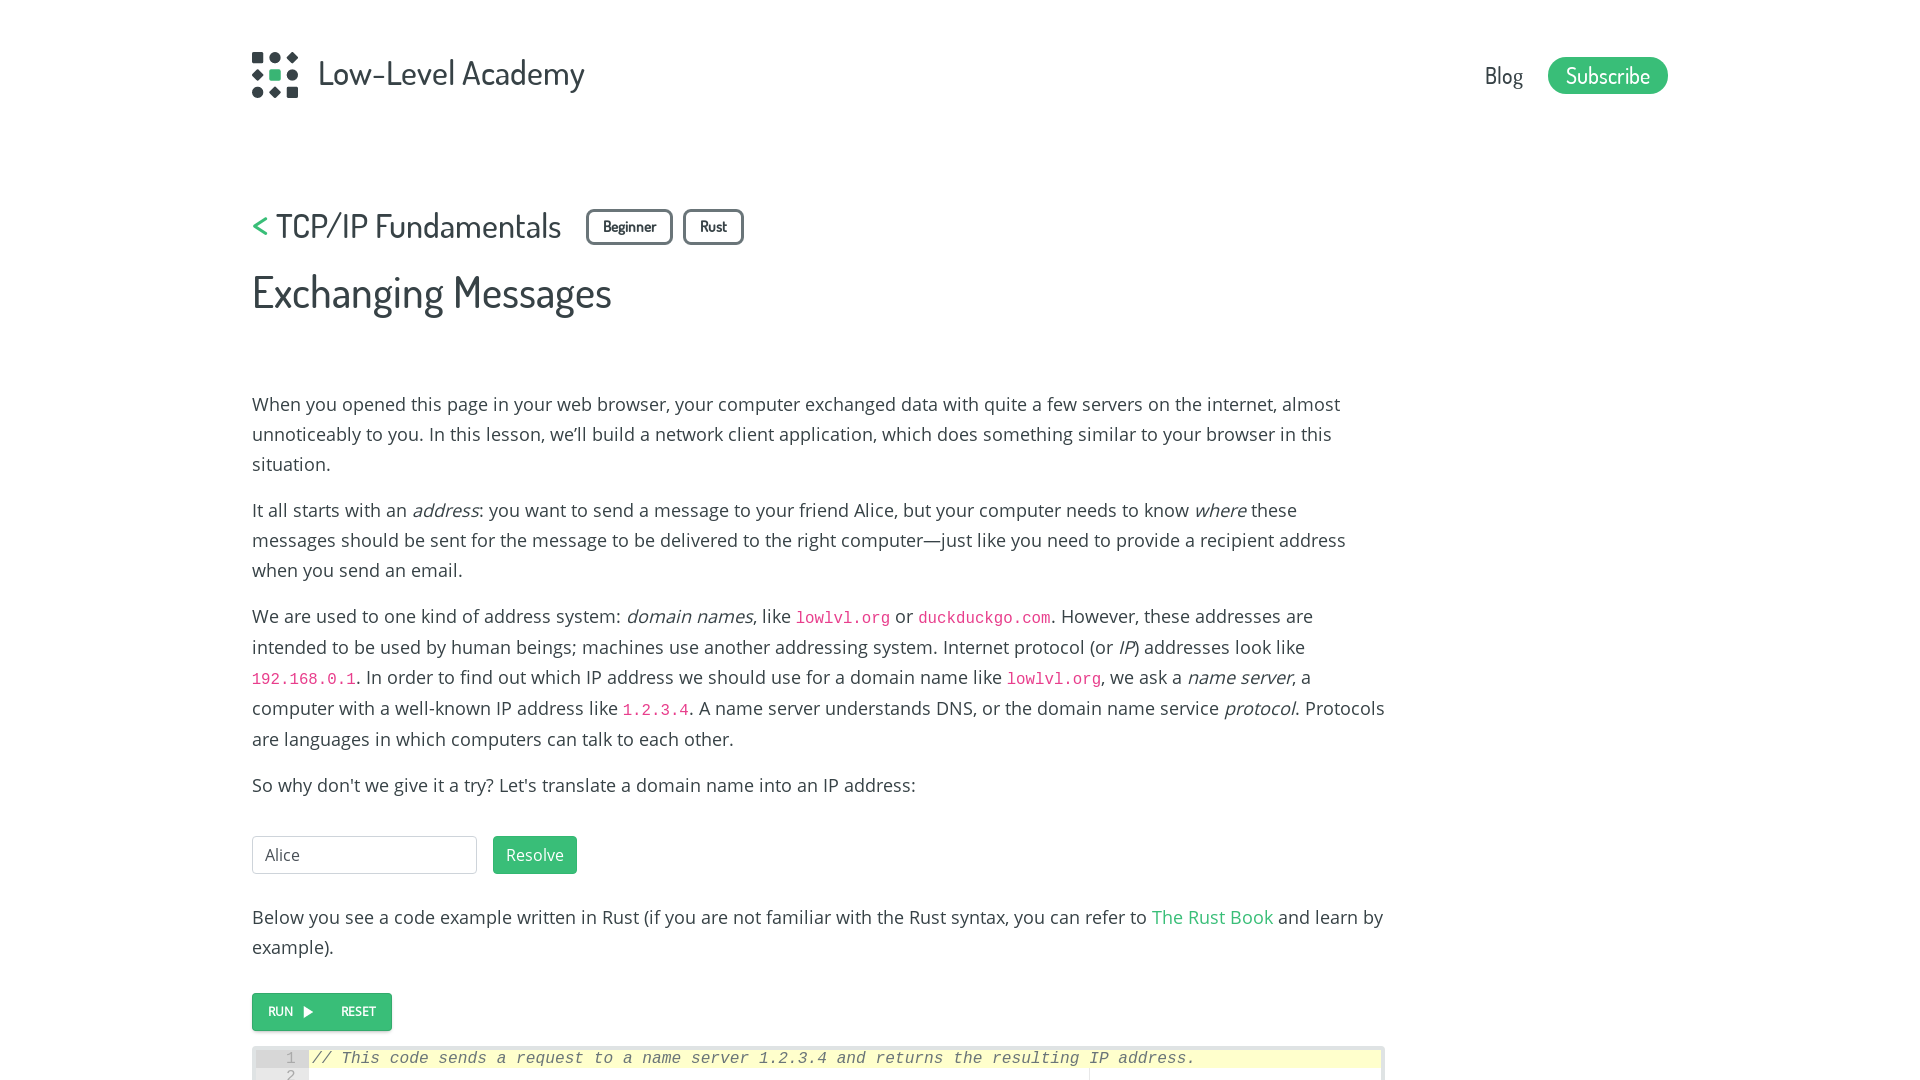 Low-Level Academy
Blog
Subscribe
< TCP/IP Fundamentals
Beginner
Rust
Exchanging Messages
When you opened this page in your web browser, your computer exchanged data with quite a few servers on the internet, almost
unnoticeably to you. In this lesson, we’ll build a network client application, which does something similar to your browser in this
situation.
It all starts with an address: you want to send a message to your friend Alice, but your computer needs to know where these
messages should be sent for the message to be delivered to the right computer—just like you need to provide a recipient address
when you send an email.
We are used to one kind of address system: domain names, like lowlvl.org or duckduckgo.com. However, these addresses are
intended to be used by human beings; machines use another addressing system. Internet protocol (or IP) addresses look like
192.168.0.1. In order to find out which IP address we should use for a domain name like lowlvl.org, we ask a name server, a
computer with a well-known IP address like 1.2.3.4. A name server understands DNS, or the domain name service protocol. Protocols
are languages in which computers can talk to each other.
So why don't we give it a try? Let's translate a domain name into an IP address:
Alice
Resolve
Below you see a code example written in Rust (if you are not familiar with the Rust syntax, you can refer to The Rust Book and learn by
example).
RUN
RESET
1 // This code sends a request to a name server 1.2.3.4 and returns the resulting IP address.
2